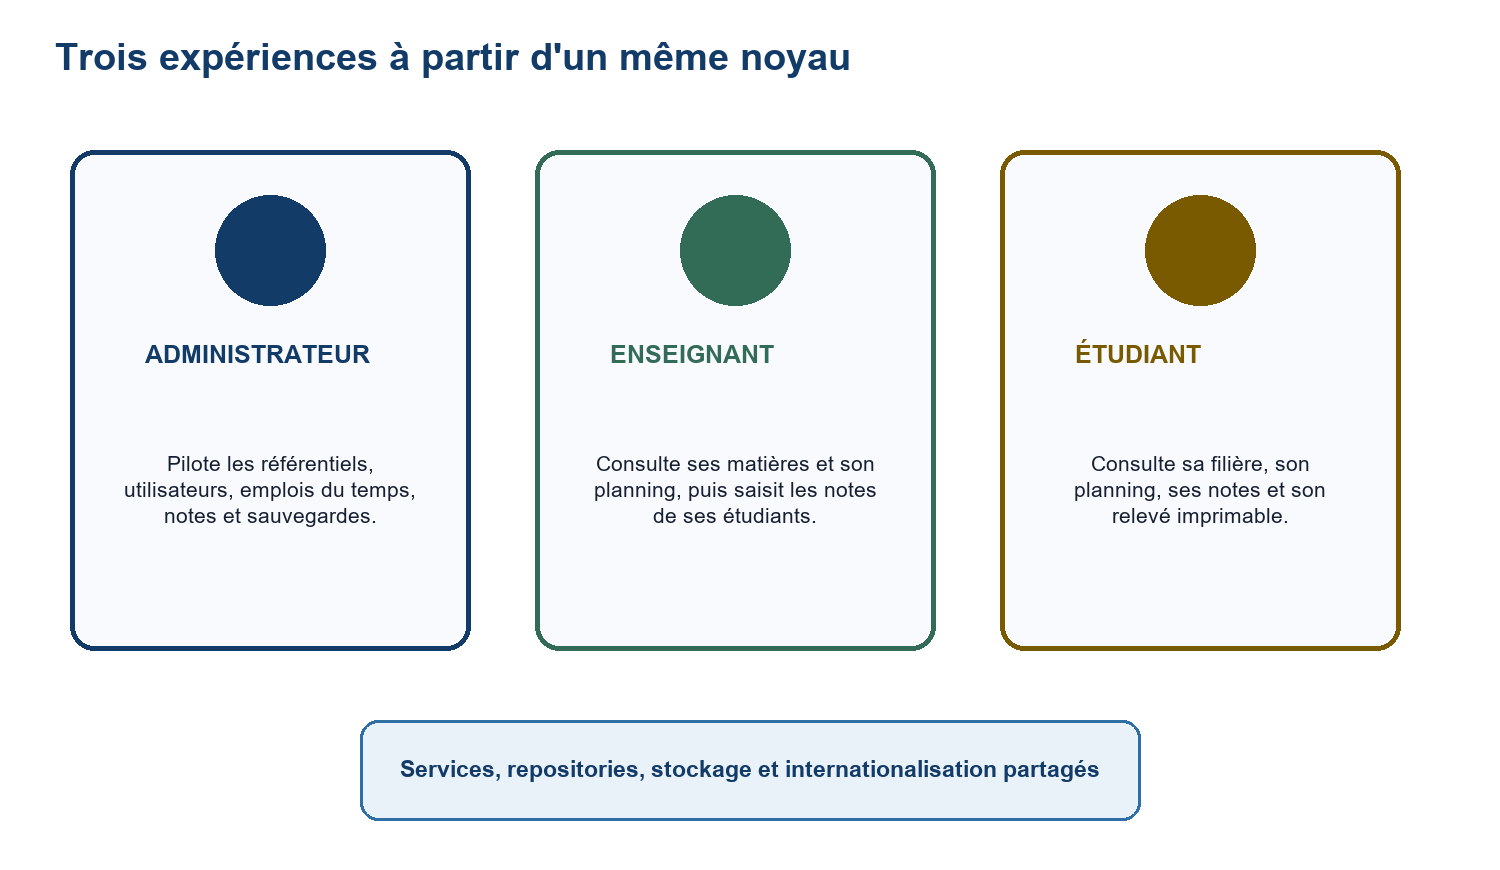 Trois expériences à partir d'un même noyau
ADMINISTRATEUR
Pilote les référentiels,
utilisateurs, emplois du temps,
notes et sauvegardes.
ENSEIGNANT
Consulte ses matières et son
planning, puis saisit les notes
de ses étudiants.
ÉTUDIANT
Consulte sa filière, son
planning, ses notes et son
relevé imprimable.
Services, repositories, stockage et internationalisation partagés